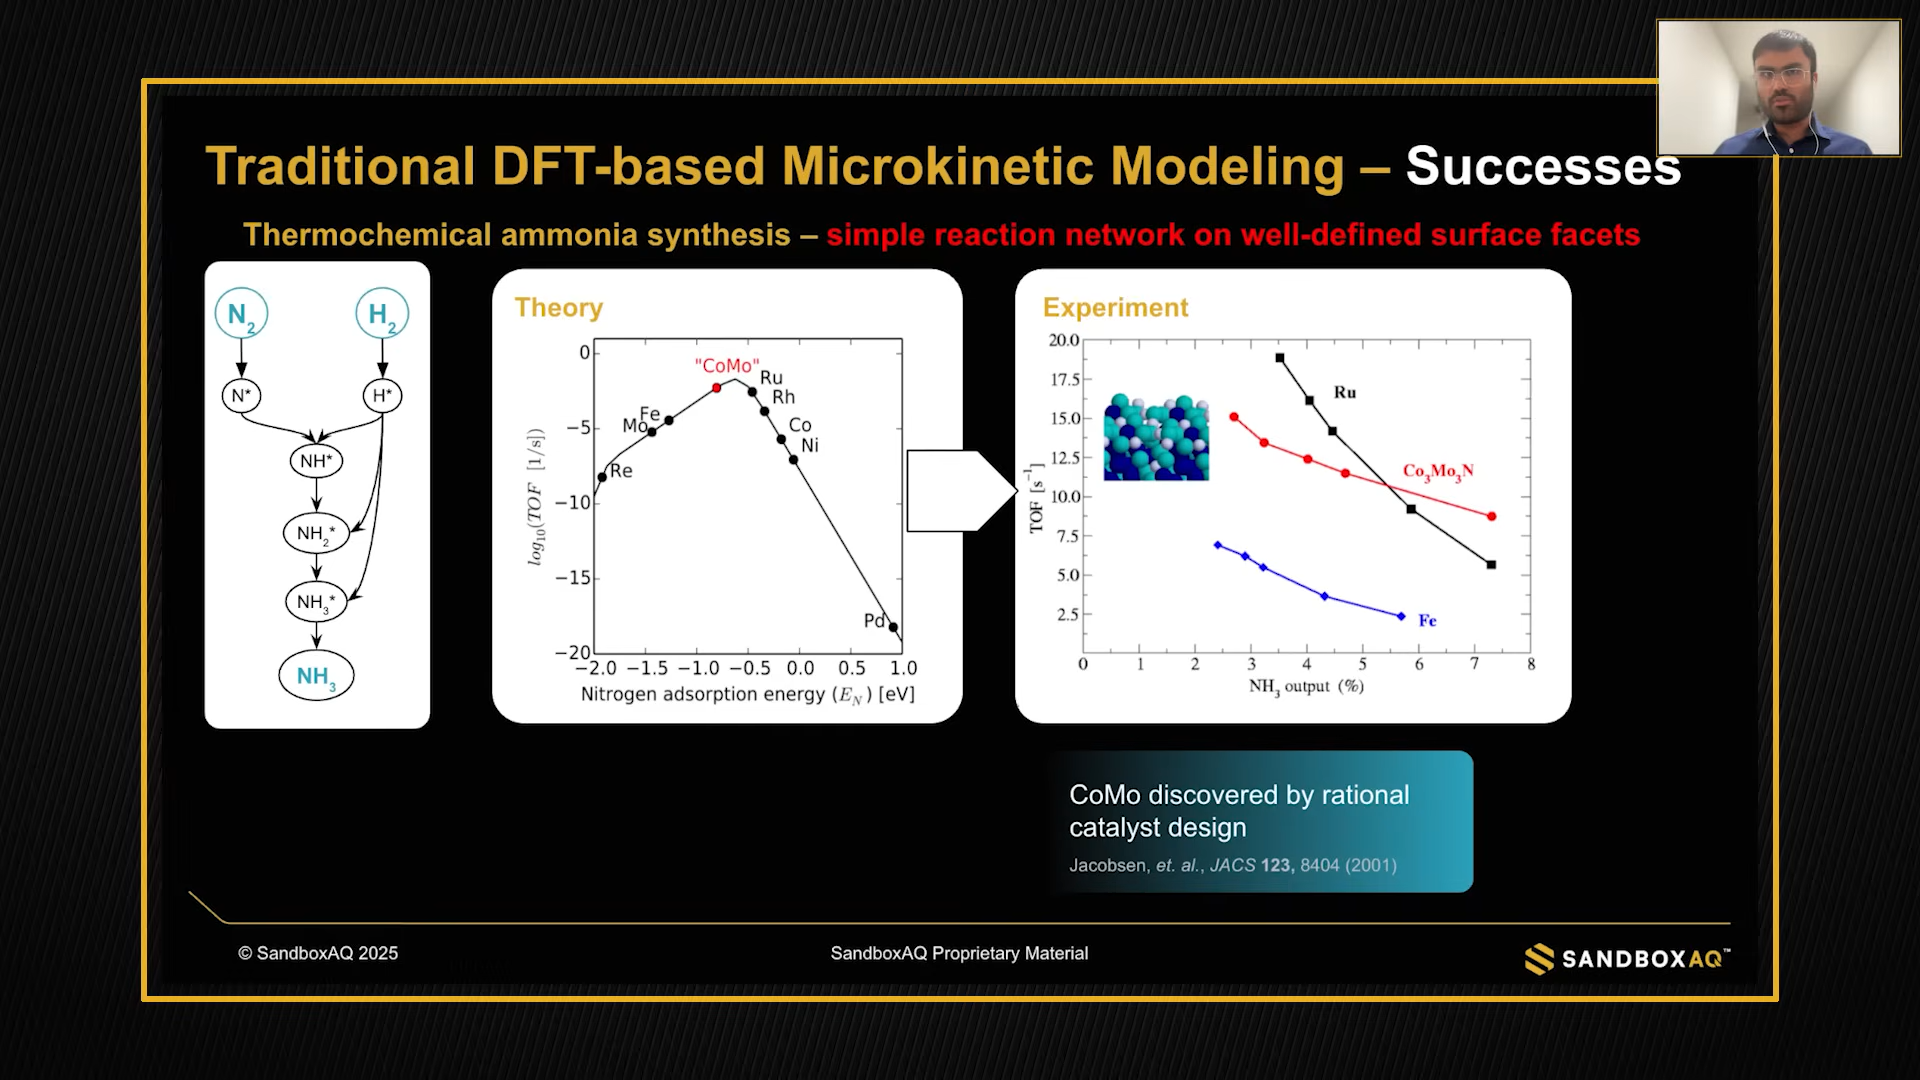 Traditional DFT-based Microkinetic Modeling – Successes
Thermochemical ammonia synthesis – simple reaction network on well-defined surface facets
N2
H2
N*
H*
NH*
NH2*
NH3*
NH3
Theory
log10(TOF [1/s])
0
−5
−10
−15
−20
"CoMo"
Ru
Rh
Fe
Mo
Co
Ni
Re
Pd
−2.0 −1.5 −1.0 −0.5 0.0 0.5 1.0
Nitrogen adsorption energy (EN) [eV]
Experiment
TOF [s⁻¹]
20.0
17.5
15.0
12.5
10.0
7.5
5.0
2.5
Ru
Co3Mo3N
Fe
0 1 2 3 4 5 6 7 8
NH3 output (%)
CoMo discovered by rational
catalyst design
Jacobsen, et. al., JACS 123, 8404 (2001)
© SandboxAQ 2025
SandboxAQ Proprietary Material
SANDBOXAQ™